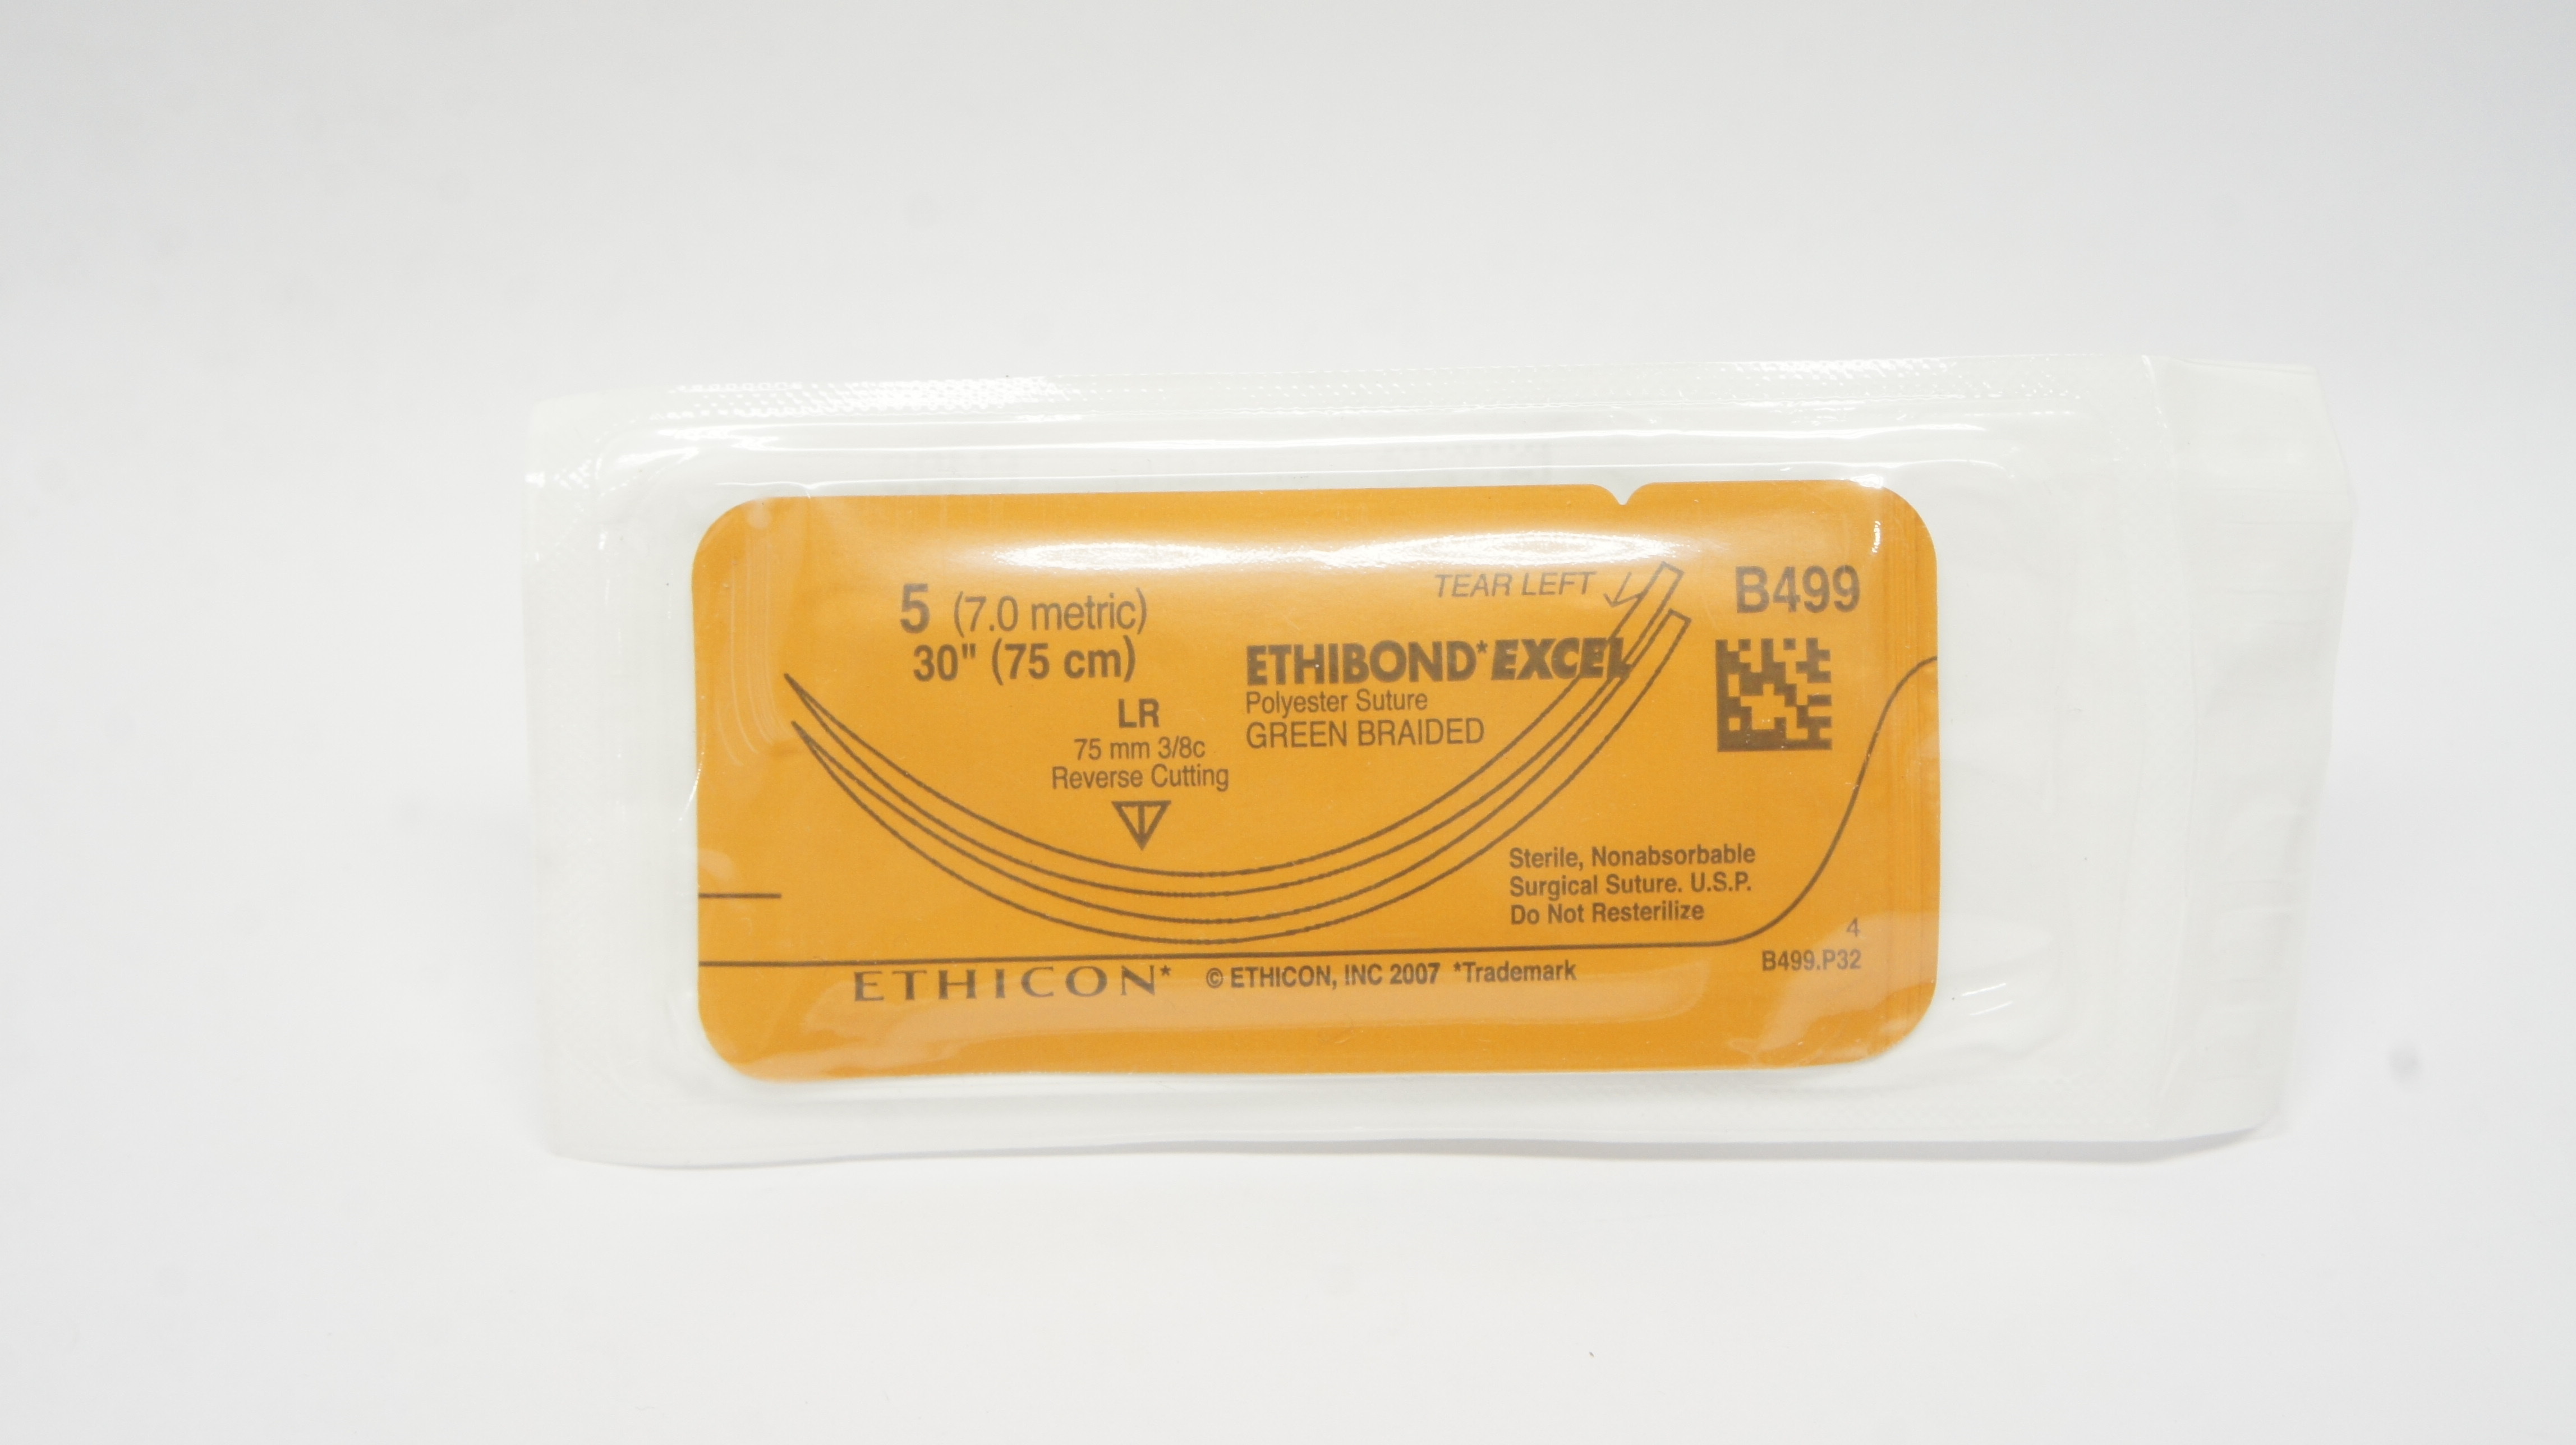 5 (7.0 metric)
30" (75 cm)
LR
75 mm 3/8c
Reverse Cutting
TEAR LEFT
ETHIBOND*EXCEL
Polyester Suture
GREEN BRAIDED
B499
Sterile, Nonabsorbable
Surgical Suture. U.S.P.
Do Not Resterilize
4
B499.P32
ETHICON* © ETHICON, INC 2007 *Trademark